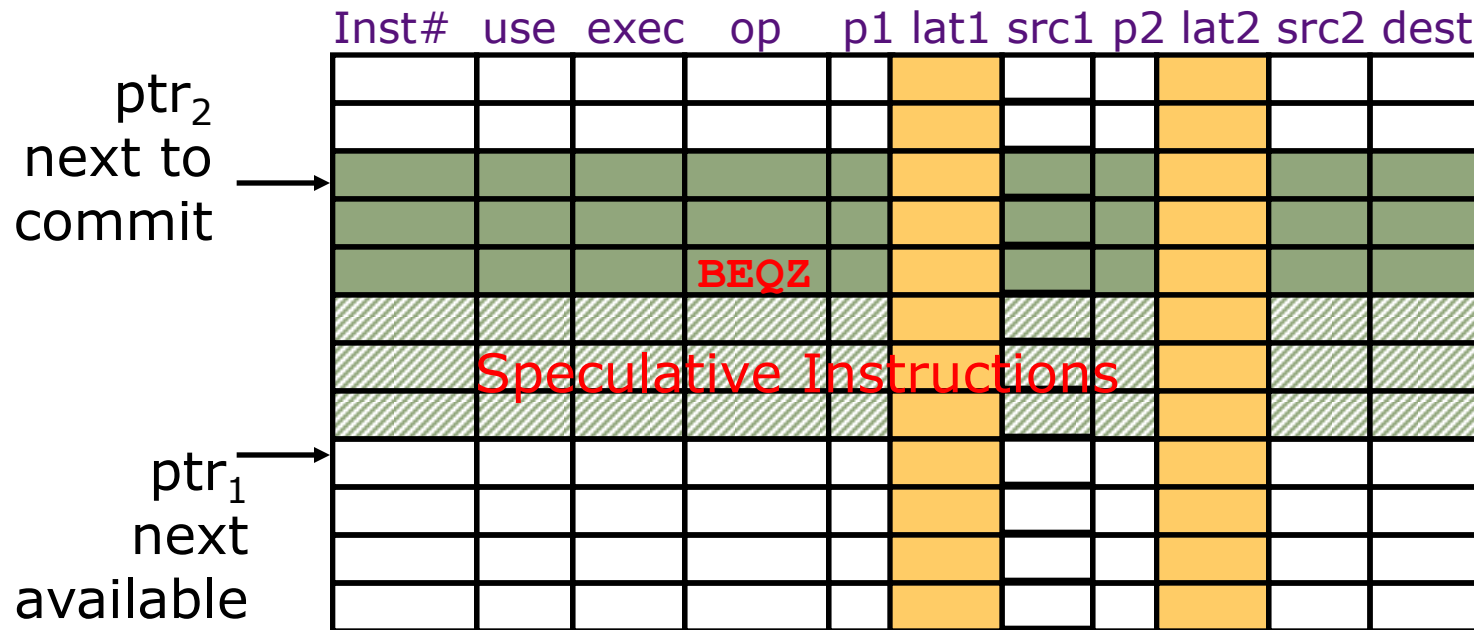 Inst# use exec op p1 lat1 src1 p2 lat2 src2 dest
ptr₂
next to
commit
BEQZ
Speculative Instructions
ptr₁
next
available